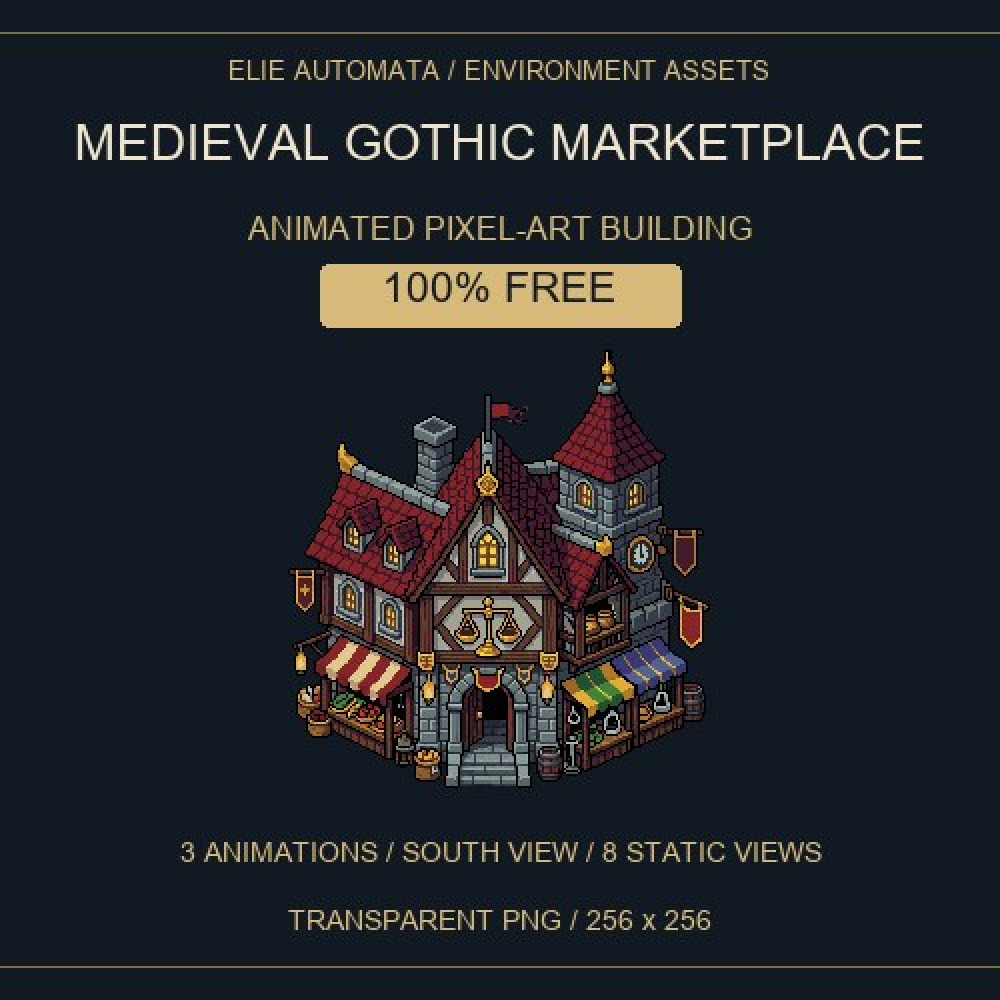 ELIE AUTOMATA / ENVIRONMENT ASSETS
MEDIEVAL GOTHIC MARKETPLACE
ANIMATED PIXEL-ART BUILDING
100% FREE
3 ANIMATIONS / SOUTH VIEW / 8 STATIC VIEWS
TRANSPARENT PNG / 256 x 256